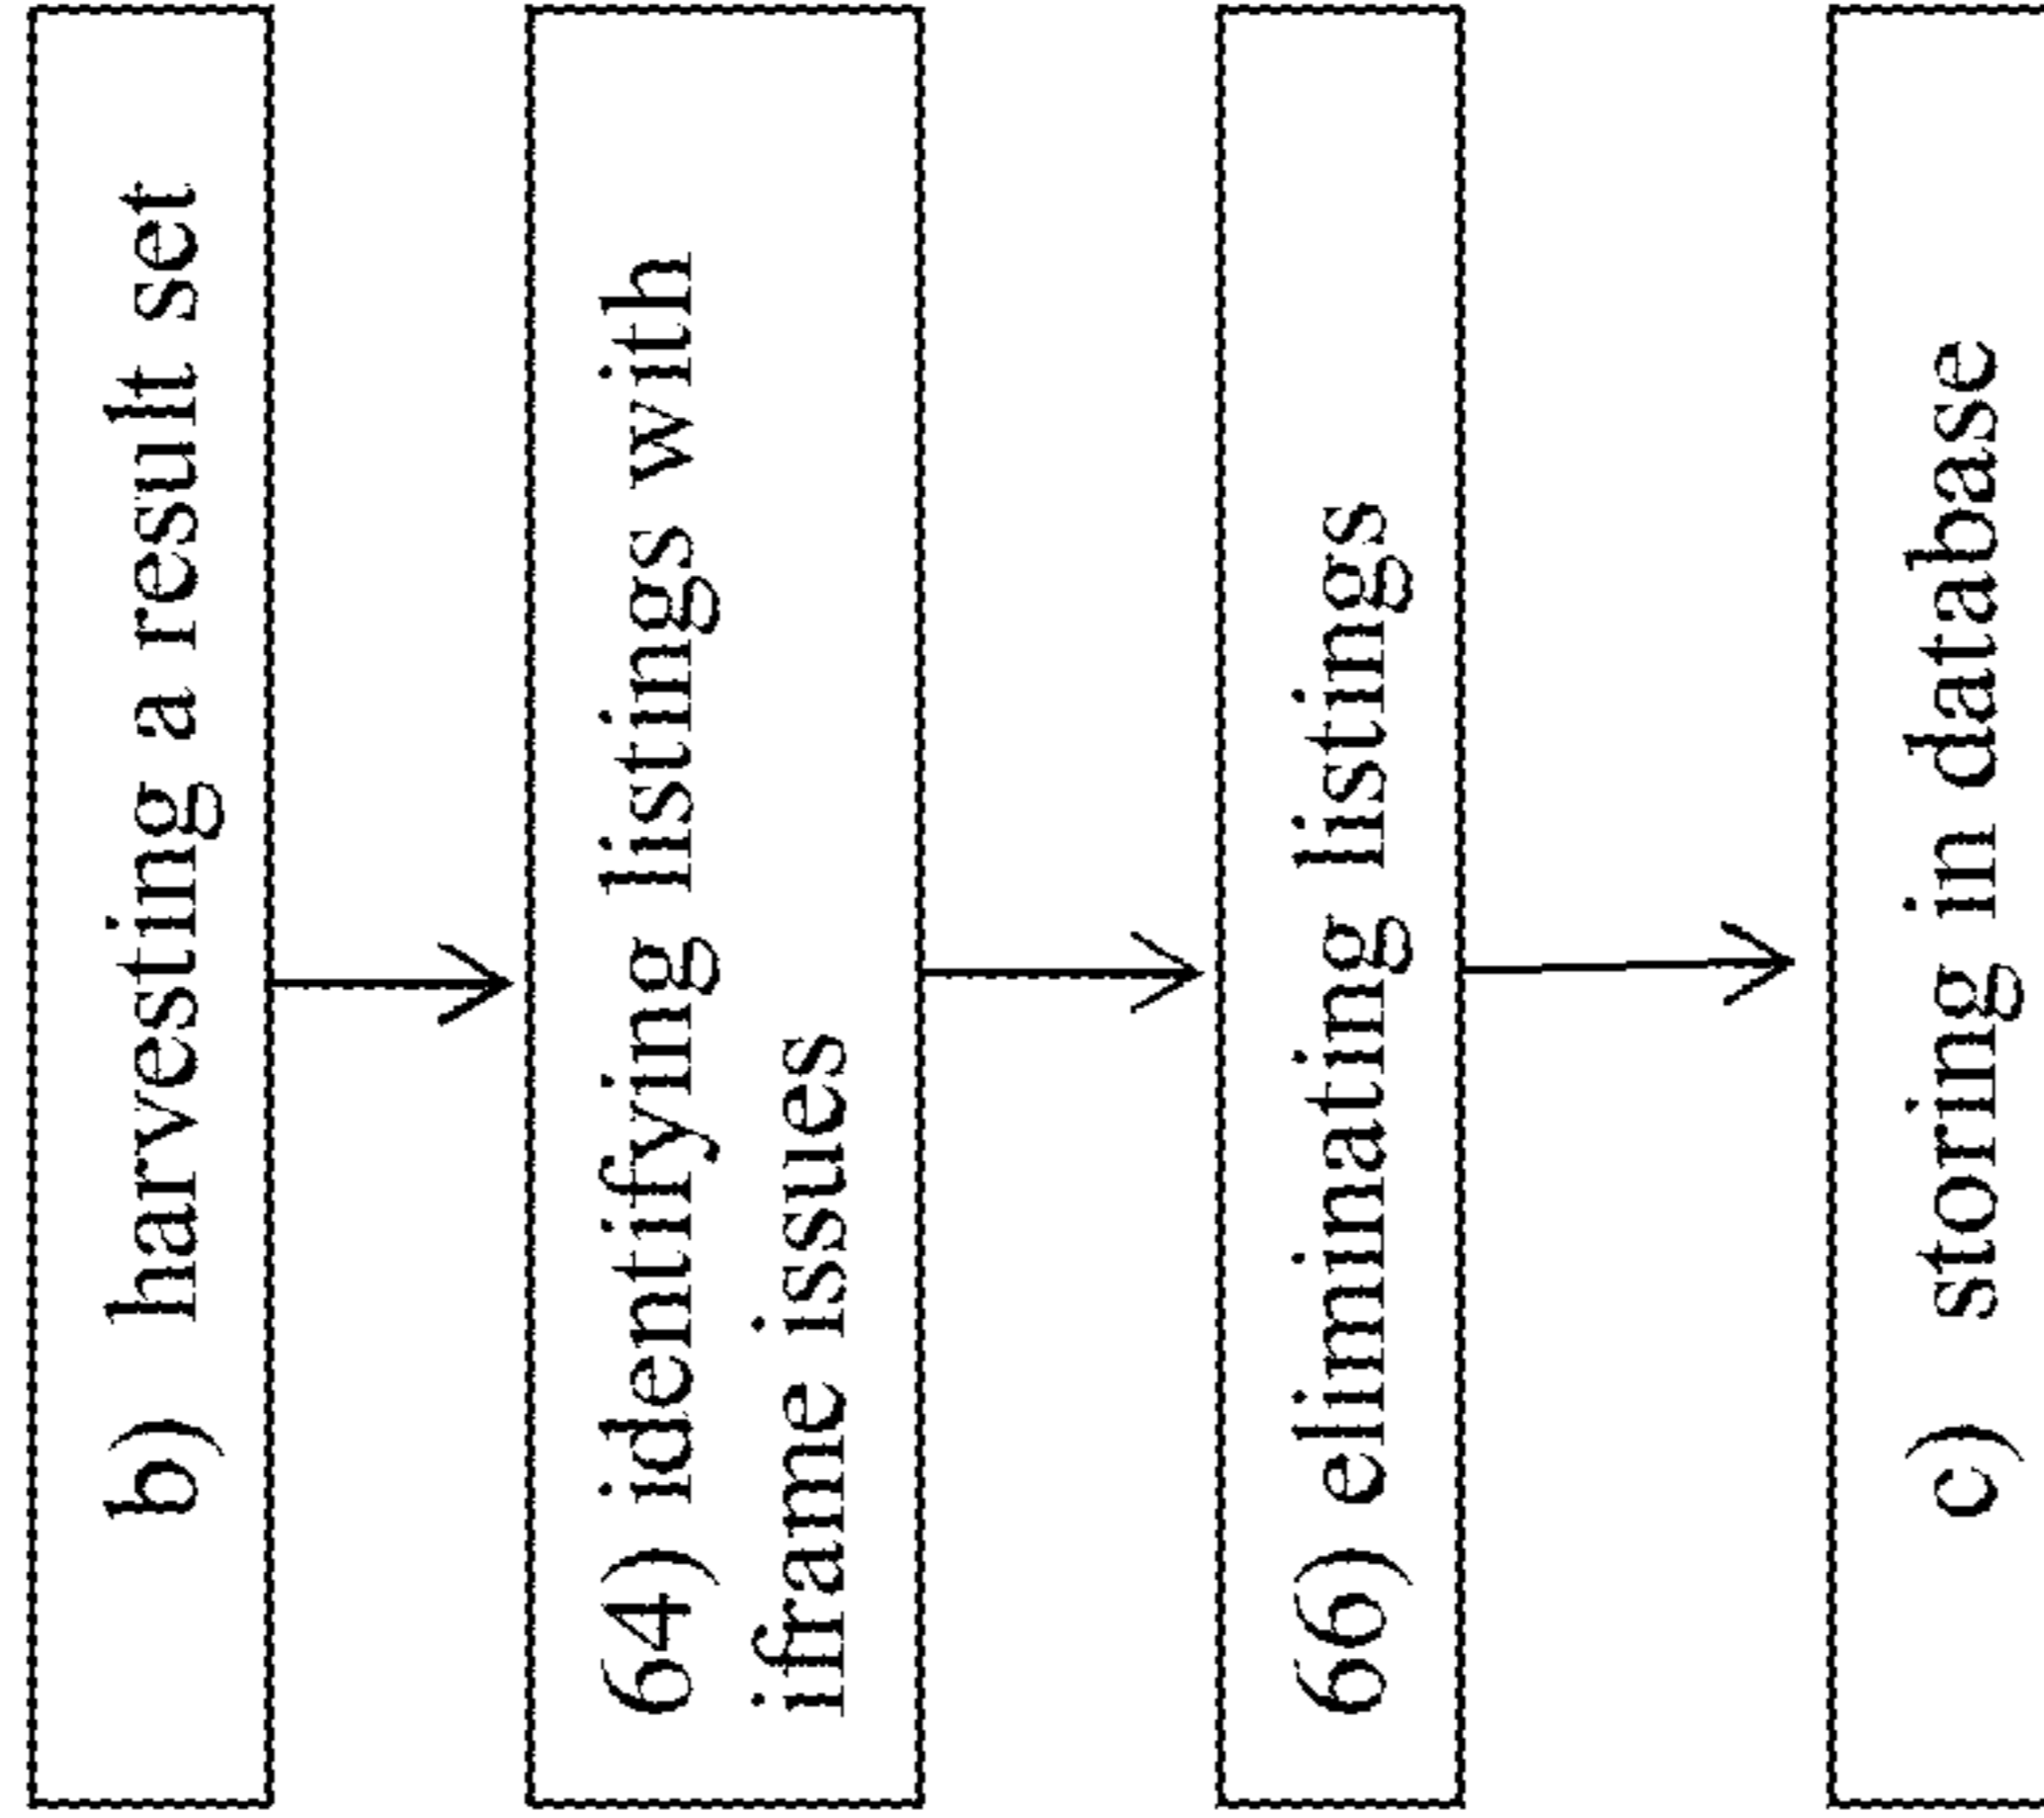 b) harvesting a result set
64) identifying listings with
iframe issues
66) eliminating listings
c) storing in database